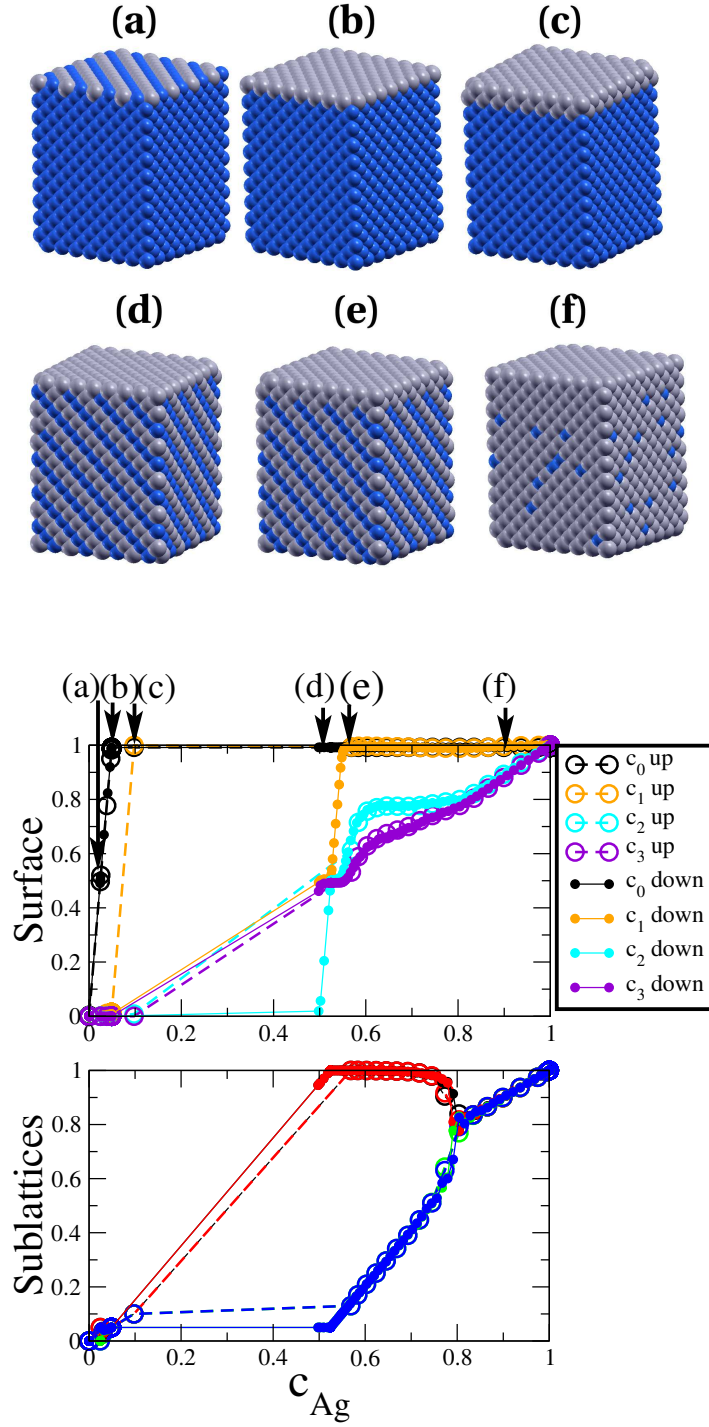 (a) (b) (c)
(d) (e) (f)
(a) (b) (c) (d) (e) (f)
1
0.8
0.6
0.4
0.2
0
Surface
0 0.2 0.4 0.6 0.8 1
c0 up
c1 up
c2 up
c3 up
c0 down
c1 down
c2 down
c3 down
1
0.8
0.6
0.4
0.2
0
Sublattices
0 0.2 0.4 0.6 0.8 1
cAg